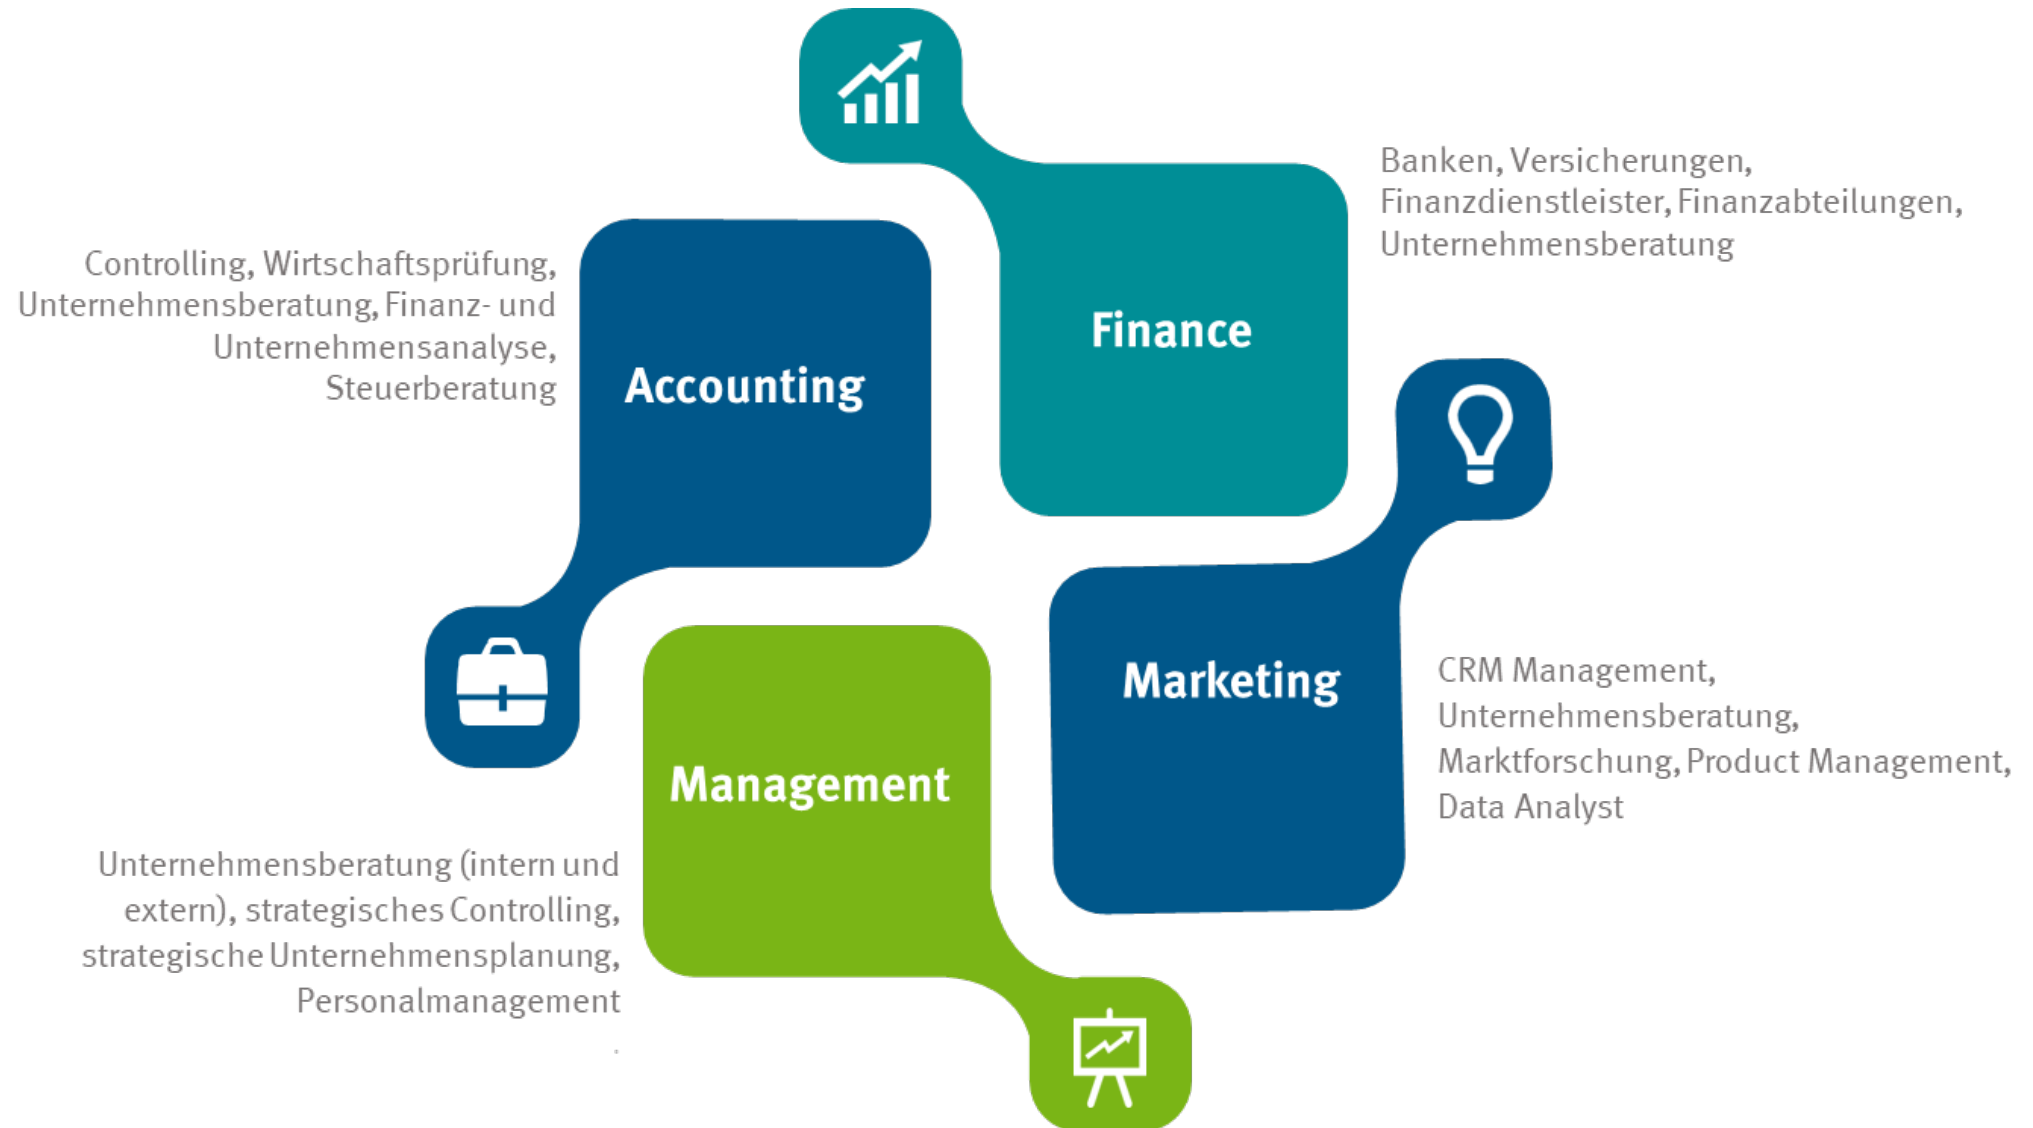 Banken, Versicherungen,
Finanzdienstleister, Finanzabteilungen,
Unternehmensberatung
Finance
Controlling, Wirtschaftsprüfung,
Unternehmensberatung, Finanz- und
Unternehmensanalyse,
Steuerberatung
Accounting
Marketing
CRM Management,
Unternehmensberatung,
Marktforschung, Product Management,
Data Analyst
Management
Unternehmensberatung (intern und
extern), strategisches Controlling,
strategische Unternehmensplanung,
Personalmanagement
.